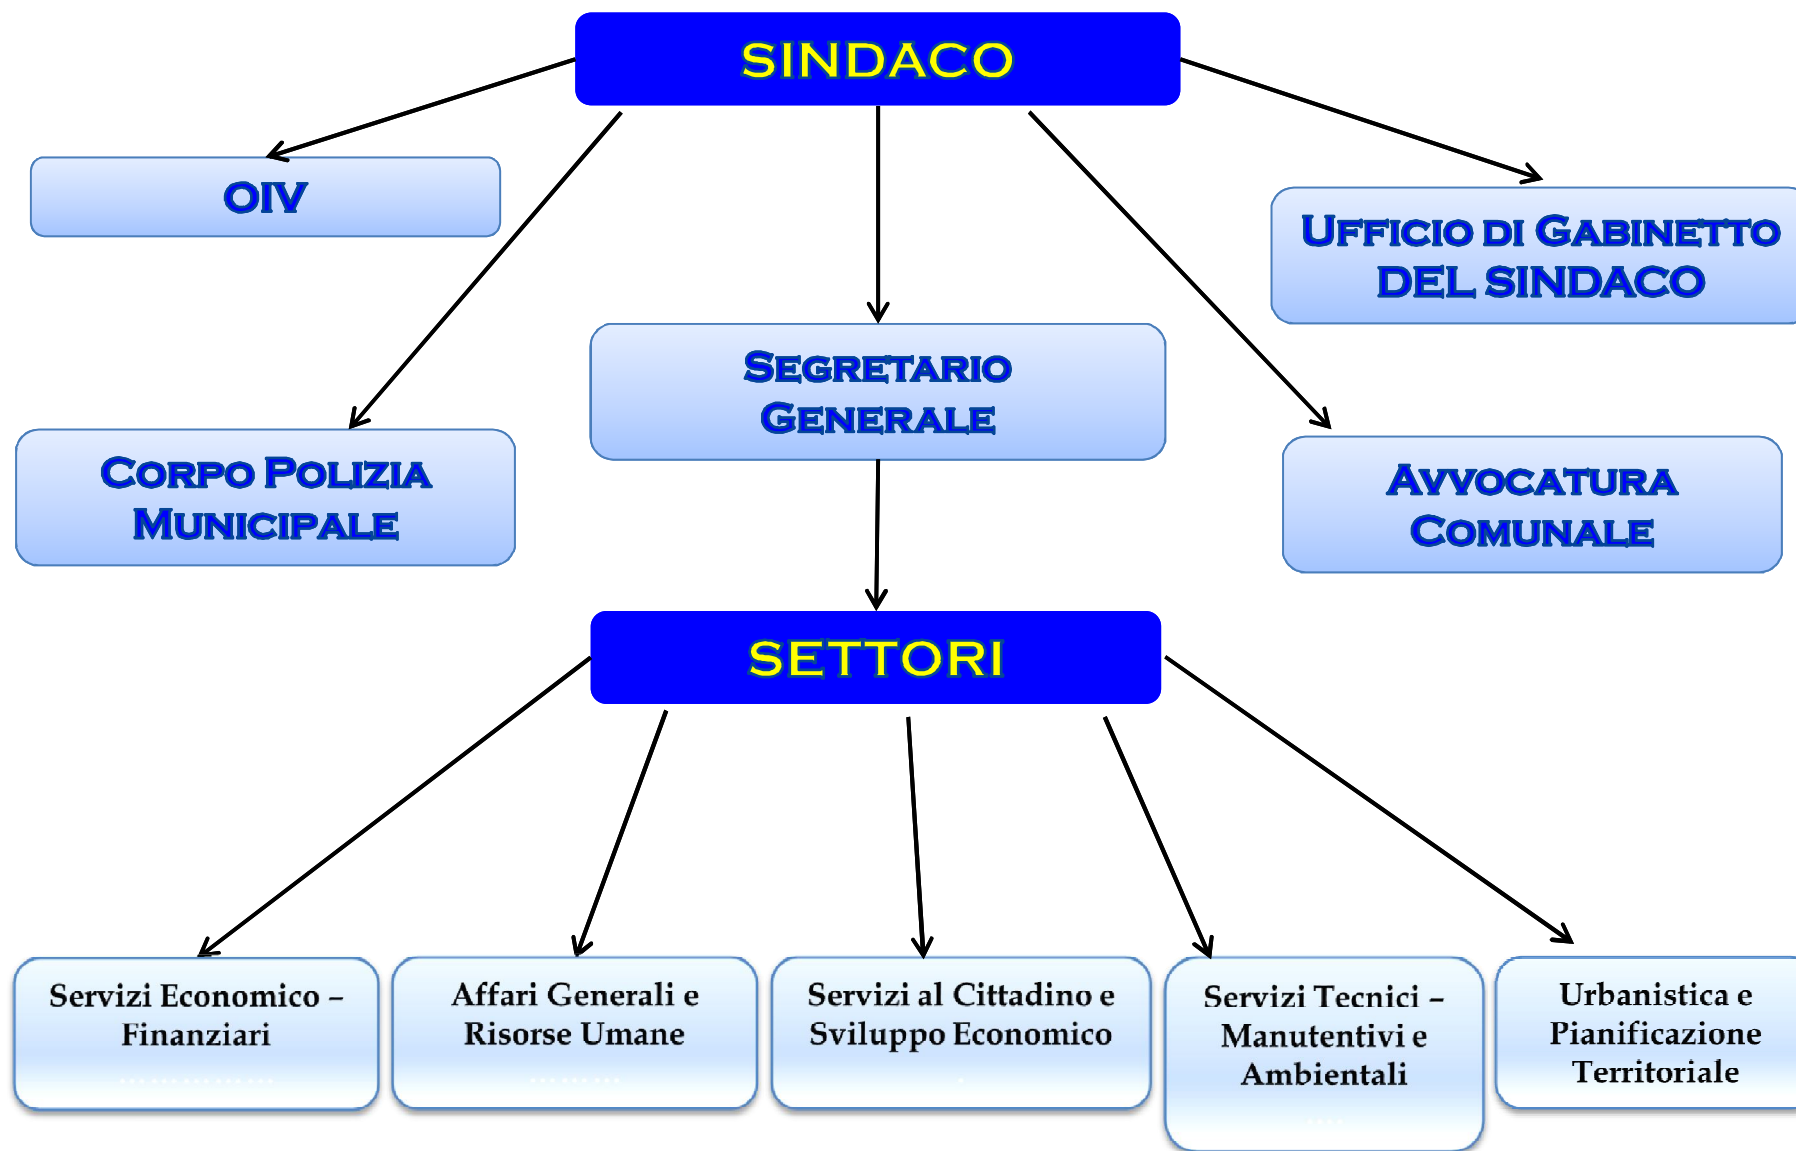 SINDACO
OIV
UFFICIO DI GABINETTO
DEL SINDACO
SEGRETARIO
GENERALE
CORPO POLIZIA
MUNICIPALE
AVVOCATURA
COMUNALE
SETTORI
Servizi Economico –
Finanziari
……………
Affari Generali e
Risorse Umane
………
Servizi al Cittadino e
Sviluppo Economico
.
Servizi Tecnici –
Manutentivi e
Ambientali
….
Urbanistica e
Pianificazione
Territoriale